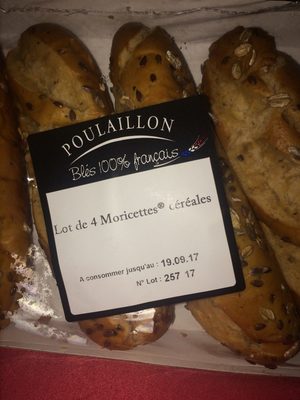 POULAILLON
Blés 100% français
Lot de 4 Moricettes® céréales
A consommer jusqu'au : 19.09.17
N° Lot : 257 17